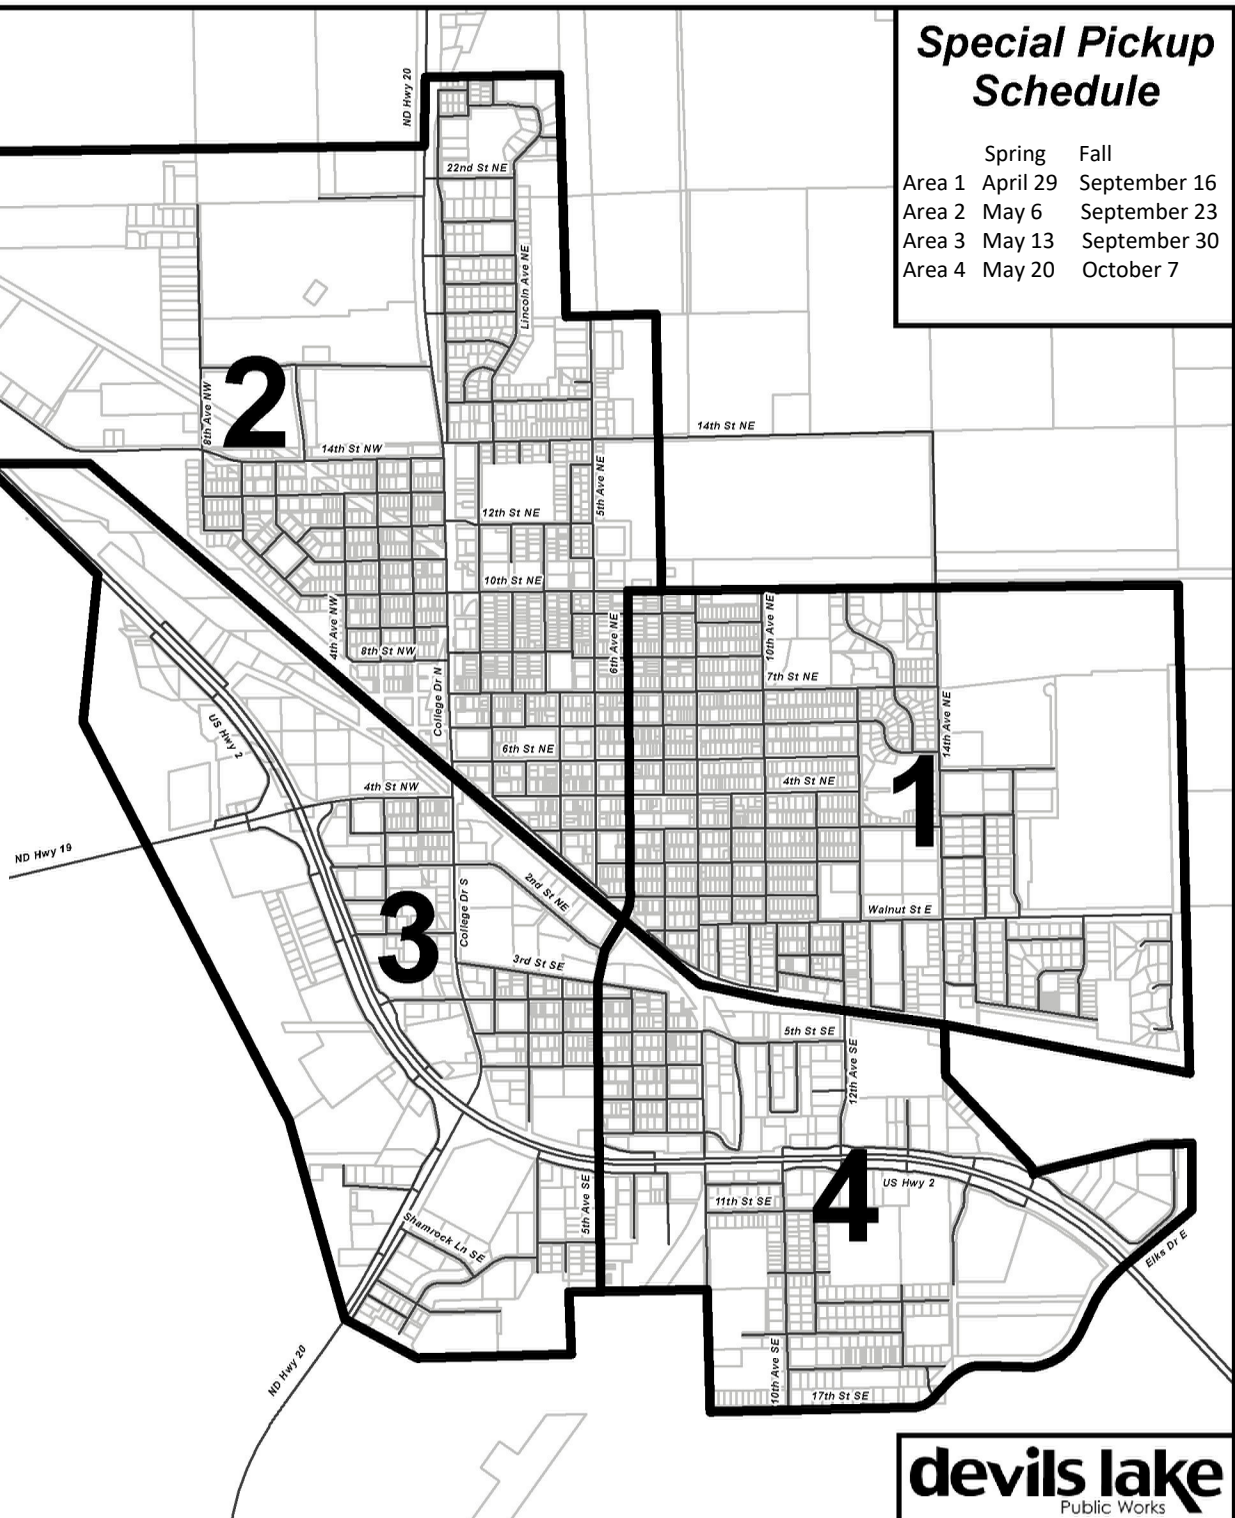 Special Pickup
Schedule
Spring Fall
Area 1 April 29 September 16
Area 2 May 6 September 23
Area 3 May 13 September 30
Area 4 May 20 October 7
ND Hwy 20
22nd St NE
Lincoln Ave NE
8th Ave NW
2
14th St NW
14th St NE
5th Ave NE
12th St NE
10th St NE
4th Ave NW
8th St NW
6th Ave NE
10th Ave NE
7th St NE
College Dr N
14th Ave NE
US Hwy 2
6th St NE
4th St NW
4th St NE
1
ND Hwy 19
2nd St NE
Walnut St E
3
College Dr S
3rd St SE
5th St SE
12th Ave SE
4
US Hwy 2
11th St SE
5th Ave SE
Shamrock Ln SE
Elks Dr E
ND Hwy 20
10th Ave SE
17th St SE
devils lake
Public Works